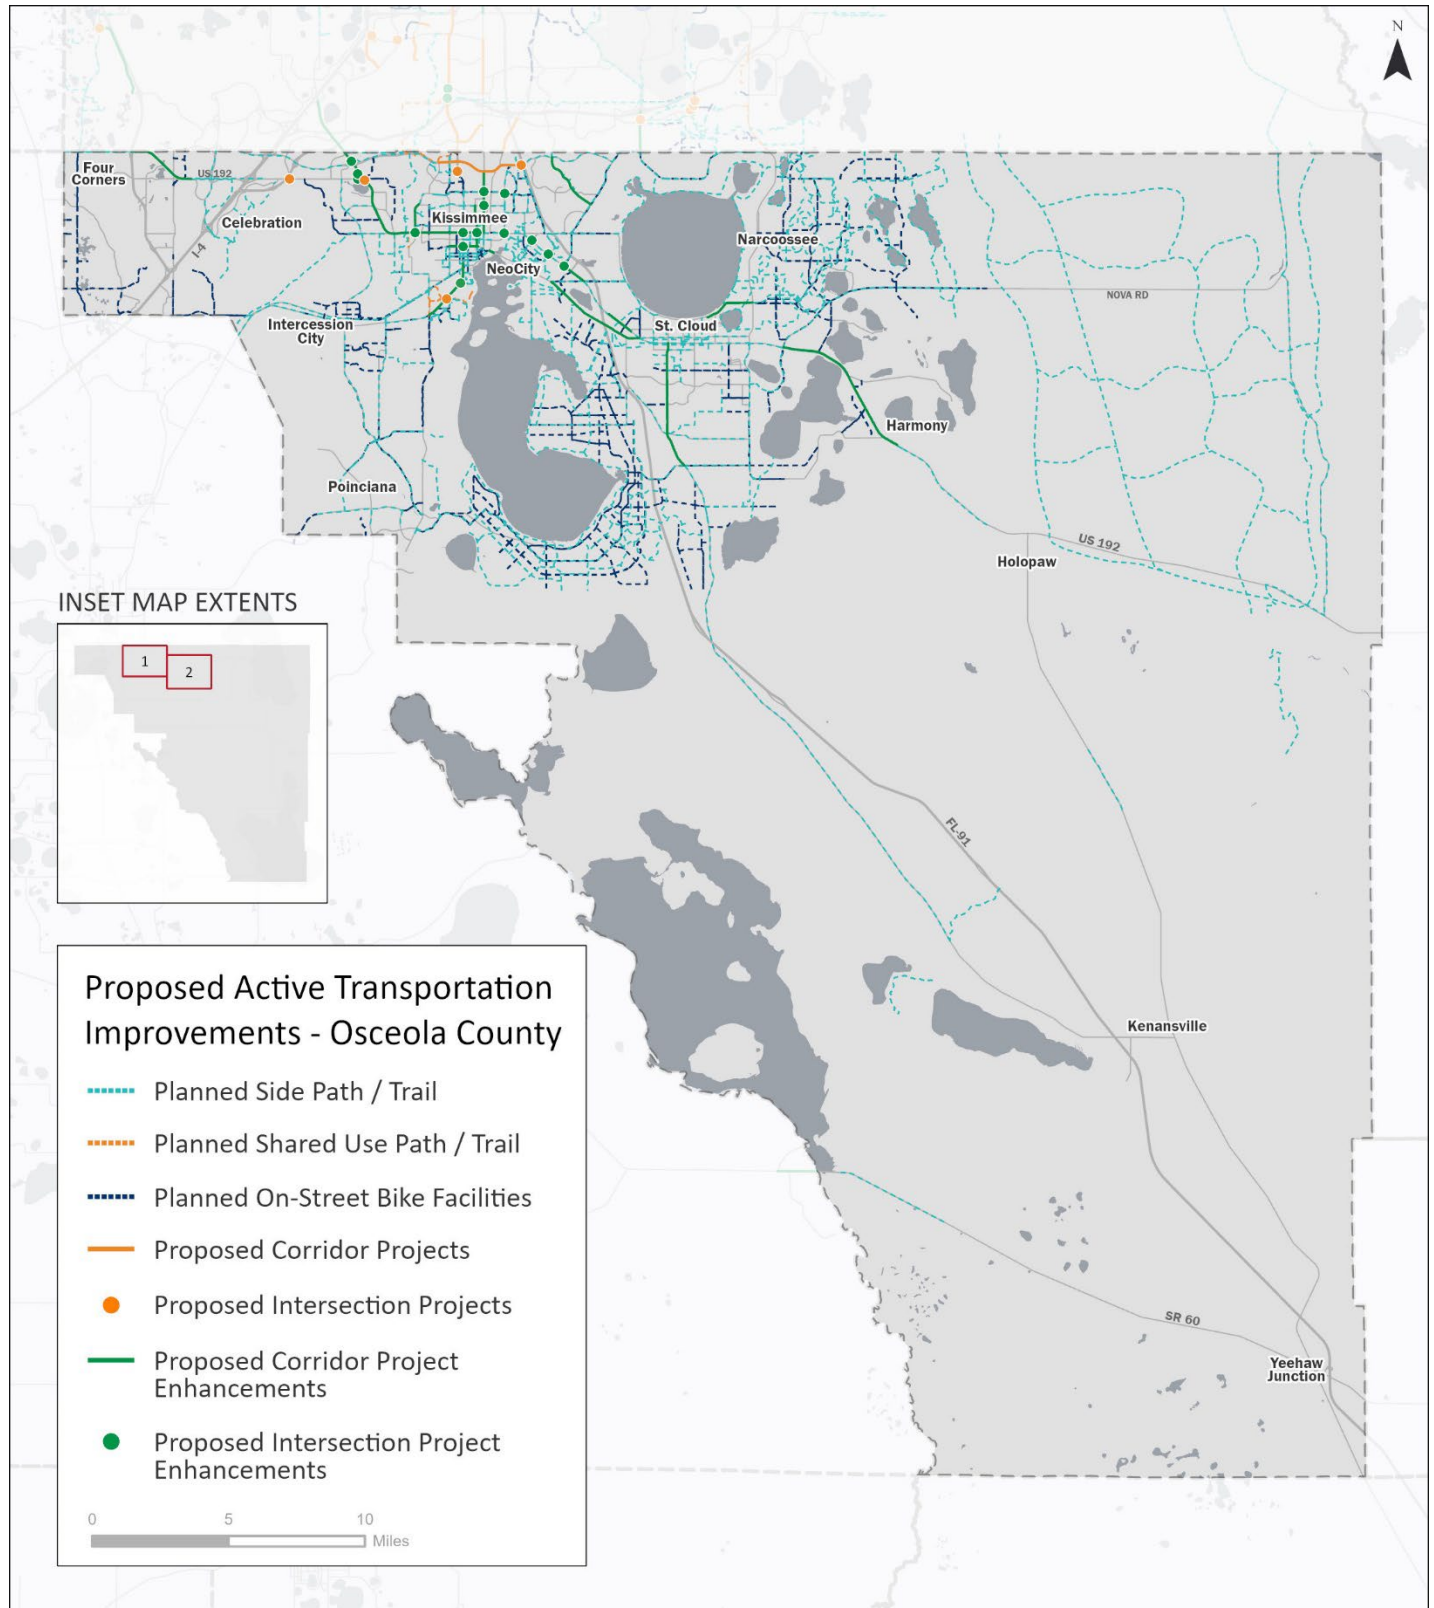 N
Four
Corners
US 192
Celebration
I-4
Kissimmee
NeoCity
Narcoossee
Intercession
City
St. Cloud
NOVA RD
Harmony
Poinciana
US 192
Holopaw
INSET MAP EXTENTS
1
2
FL-91
Kenansville
SR 60
Yeehaw
Junction
Proposed Active Transportation
Improvements - Osceola County
Planned Side Path / Trail
Planned Shared Use Path / Trail
Planned On-Street Bike Facilities
Proposed Corridor Projects
Proposed Intersection Projects
Proposed Corridor Project
Enhancements
Proposed Intersection Project
Enhancements
0 5 10
Miles